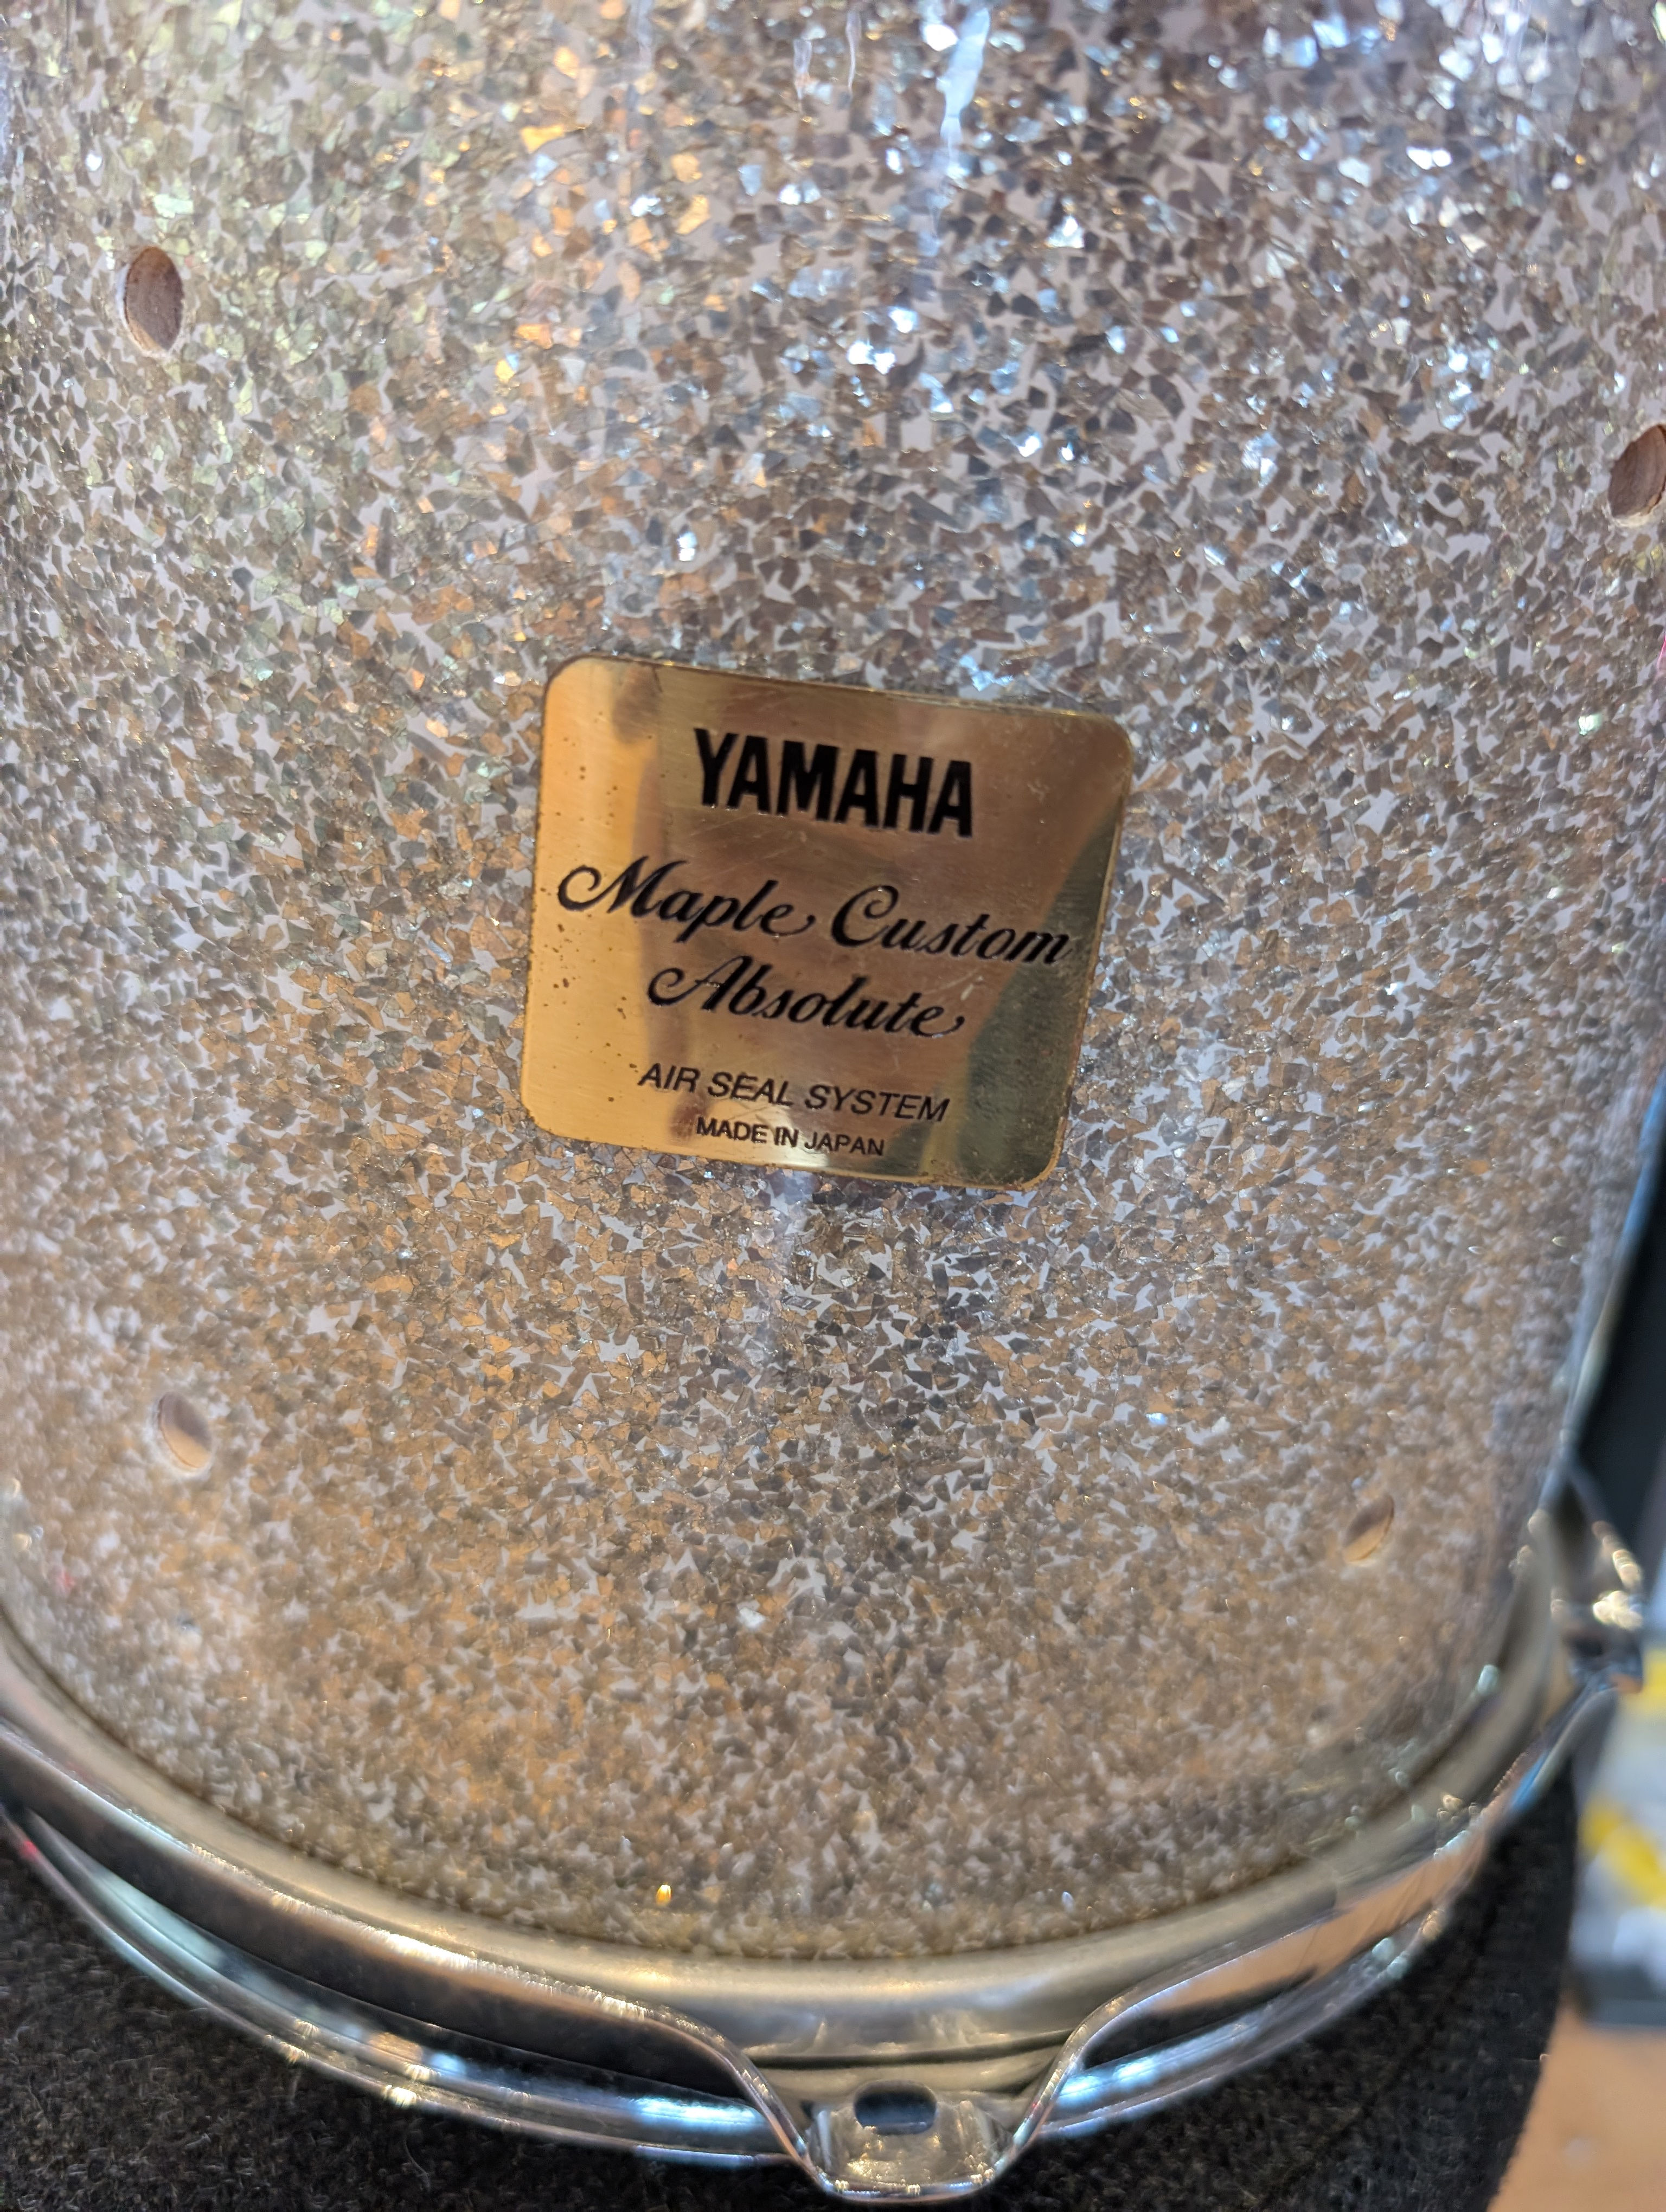 YAMAHA
Maple Custom
Absolute
AIR SEAL SYSTEM
MADE IN JAPAN